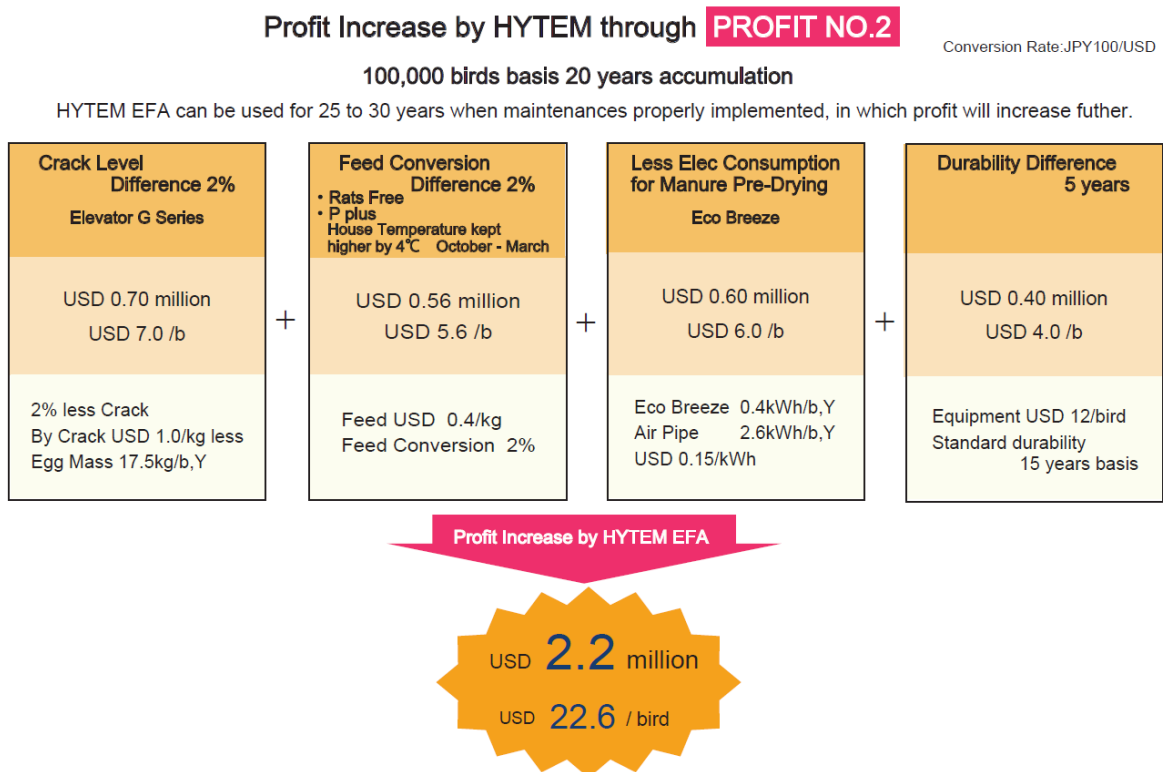 Profit Increase by HYTEM through PROFIT NO.2
Conversion Rate:JPY100/USD
100,000 birds basis 20 years accumulation
HYTEM EFA can be used for 25 to 30 years when maintenances properly implemented, in which profit will increase futher.
Crack Level
Difference 2%
Elevator G Series
USD 0.70 million
USD 7.0 /b
2% less Crack
By Crack USD 1.0/kg less
Egg Mass 17.5kg/b,Y
+
Feed Conversion
Difference 2%
• Rats Free
• P plus
House Temperature kept
higher by 4℃ October - March
USD 0.56 million
USD 5.6 /b
Feed USD 0.4/kg
Feed Conversion 2%
+
Less Elec Consumption
for Manure Pre-Drying
Eco Breeze
USD 0.60 million
USD 6.0 /b
Eco Breeze 0.4kWh/b,Y
Air Pipe 2.6kWh/b,Y
USD 0.15/kWh
+
Durability Difference
5 years
USD 0.40 million
USD 4.0 /b
Equipment USD 12/bird
Standard durability
15 years basis
Profit Increase by HYTEM EFA
USD 2.2 million
USD 22.6 / bird